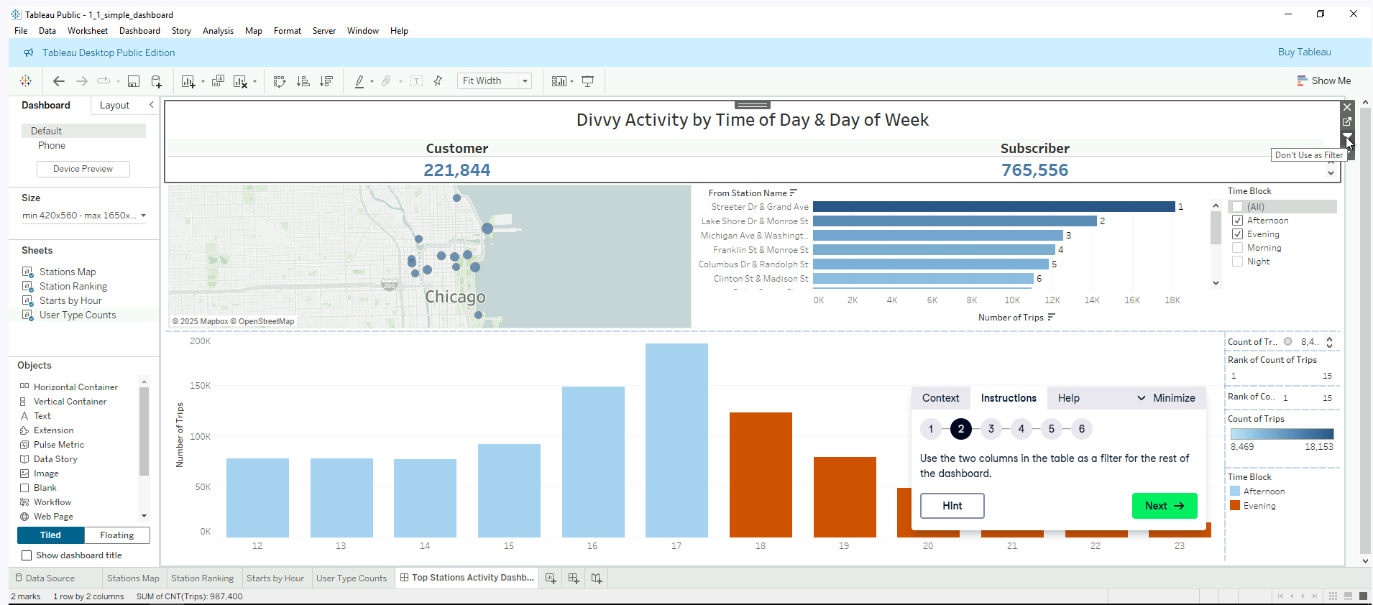 Tableau Public - 1_1_simple_dashboard
File Data Worksheet Dashboard Story Analysis Map Format Server Window Help
Tableau Desktop Public Edition
Buy Tableau
Fit Width
Show Me
Dashboard Layout
Default
Phone
Device Preview
Size
min 420x560 - max 1650x...
Sheets
Stations Map
Station Ranking
Starts by Hour
User Type Counts
Objects
Horizontal Container
Vertical Container
Text
Extension
Pulse Metric
Data Story
Image
Blank
Workflow
Web Page
Tiled Floating
Show dashboard title
Divvy Activity by Time of Day & Day of Week
Customer Subscriber
221,844 765,556
Don't Use as Filter
Chicago
© 2025 Mapbox © OpenStreetMap
From Station Name
Streeter Dr & Grand Ave 1
Lake Shore Dr & Monroe St 2
Michigan Ave & Washingt.. 3
Franklin St & Monroe St 4
Columbus Dr & Randolph St 5
Clinton St & Madison St 6
0K 2K 4K 6K 8K 10K 12K 14K 16K 18K
Number of Trips
Time Block
(All)
Afternoon
Evening
Morning
Night
200K
150K
100K
50K
0K
Number of Trips
12 13 14 15 16 17 18 19 20 21 22 23
Count of Tr.. 8,4..
Rank of Count of Trips
1 15
Rank of Co.. 1 15
Count of Trips
8,469 18,153
Time Block
Afternoon
Evening
Context Instructions Help Minimize
1 2 3 4 5 6
Use the two columns in the table as a filter for the rest of
the dashboard.
Hint Next
Data Source Stations Map Station Ranking Starts by Hour User Type Counts Top Stations Activity Dashb...
2 marks 1 row by 2 columns SUM of CNT(Trips): 987,400